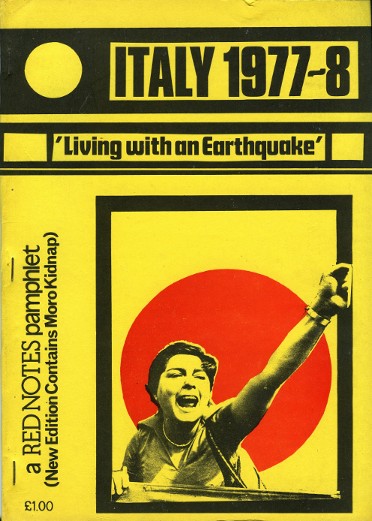 ITALY 1977-8
'Living with an Earthquake'
a RED NOTES pamphlet
(New Edition Contains Moro Kidnap)
£1.00